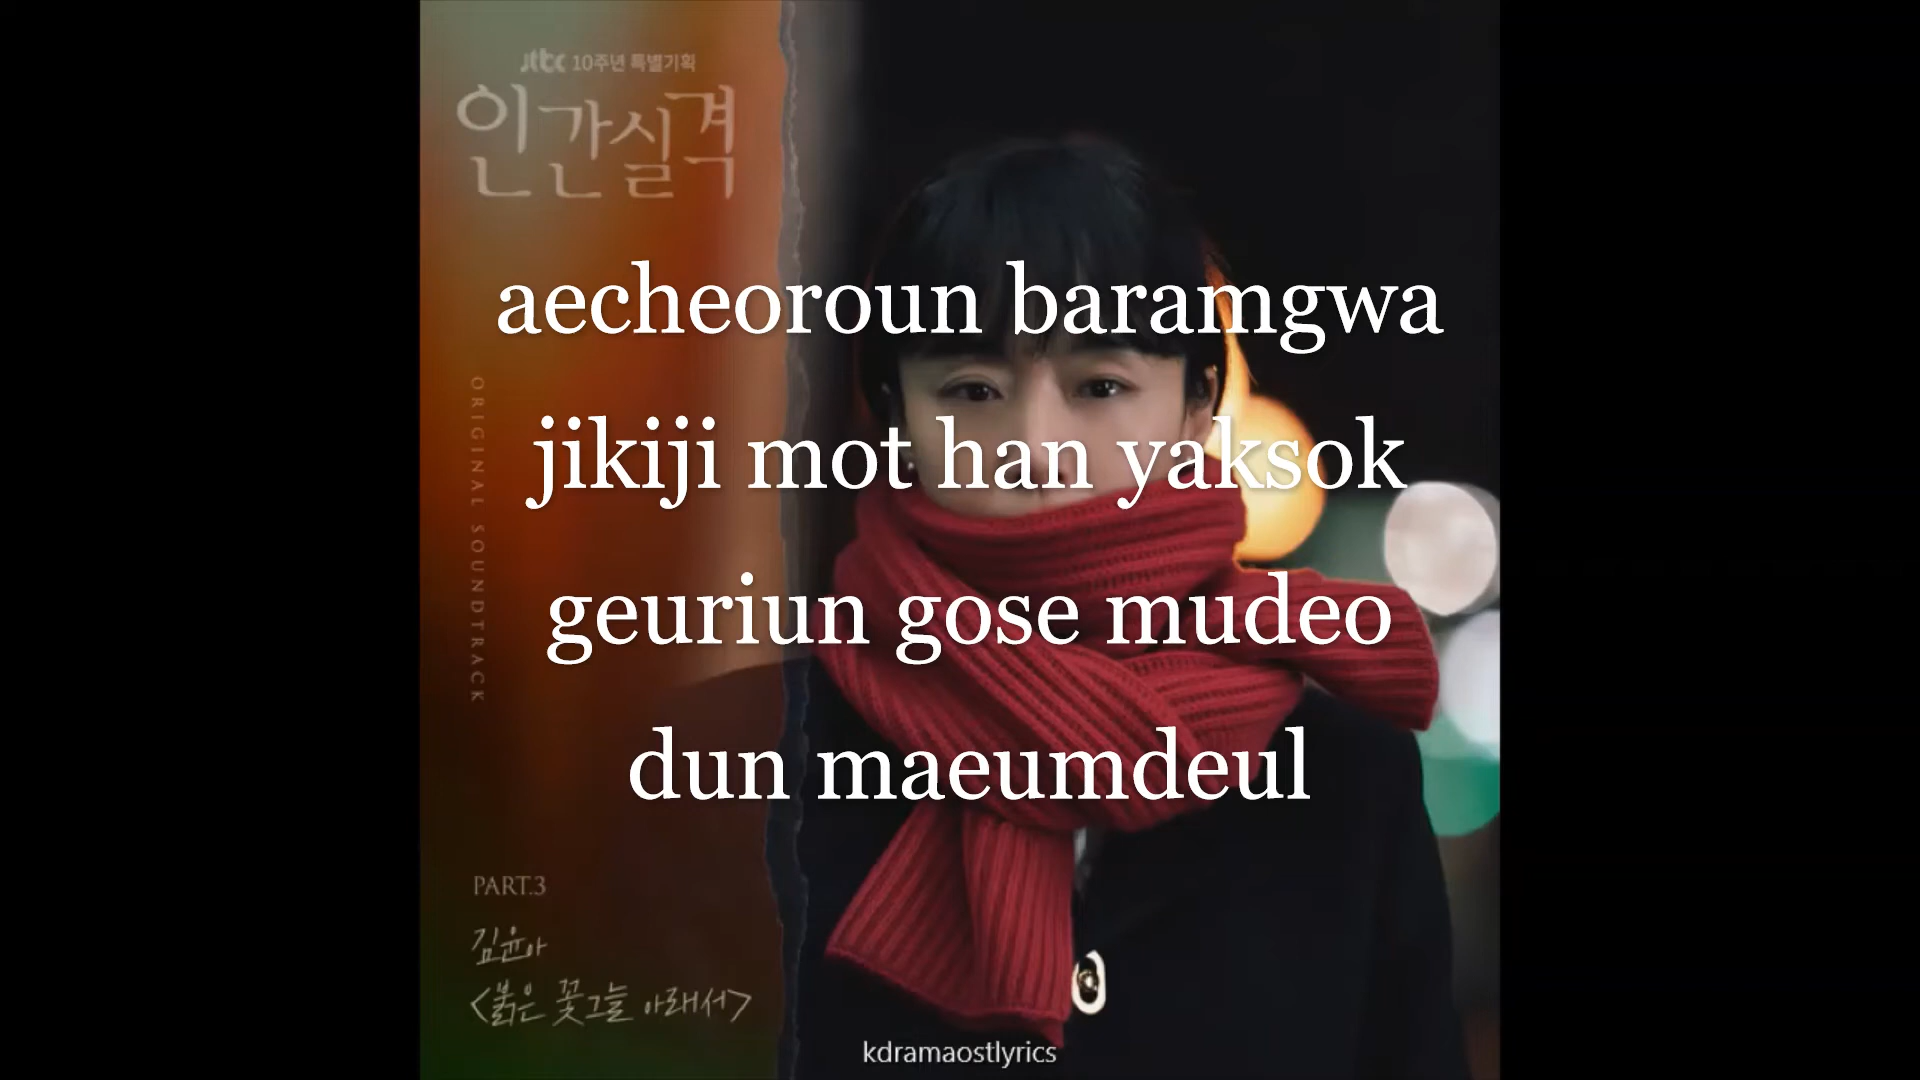 jtbc 10주년 특별기획
인간실격
aecheoroun baramgwa
jikiji mot han yaksok
geuriun gose mudeo
dun maeumdeul
ORIGINAL SOUNDTRACK
PART.3
김윤아
<붉은 꽃그늘 아래서>
kdramaostlyrics